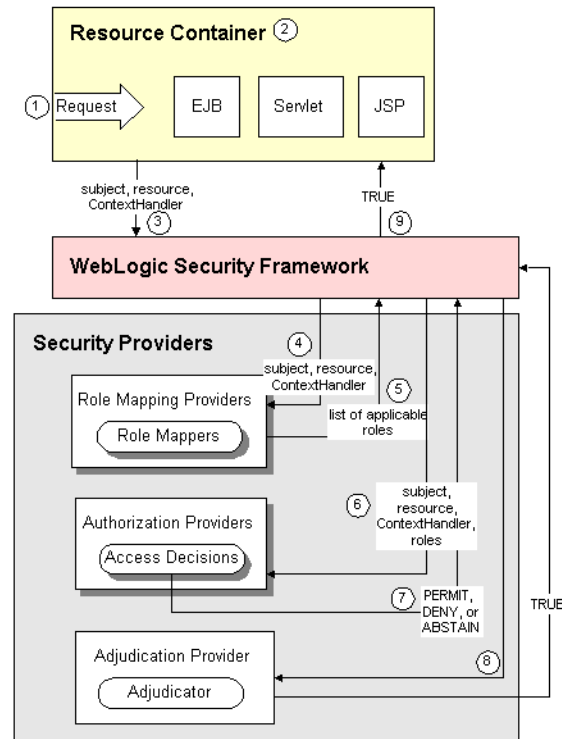 Resource Container
2
1
Request
EJB
Servlet
JSP
subject, resource,
ContextHandler
3
TRUE
9
WebLogic Security Framework
Security Providers
4
subject, resource,
ContextHandler
Role Mapping Providers
Role Mappers
5
list of applicable
roles
6
subject,
resource,
ContextHandler,
roles
Authorization Providers
Access Decisions
7
PERMIT,
DENY, or
ABSTAIN
TRUE
Adjudication Provider
Adjudicator
8